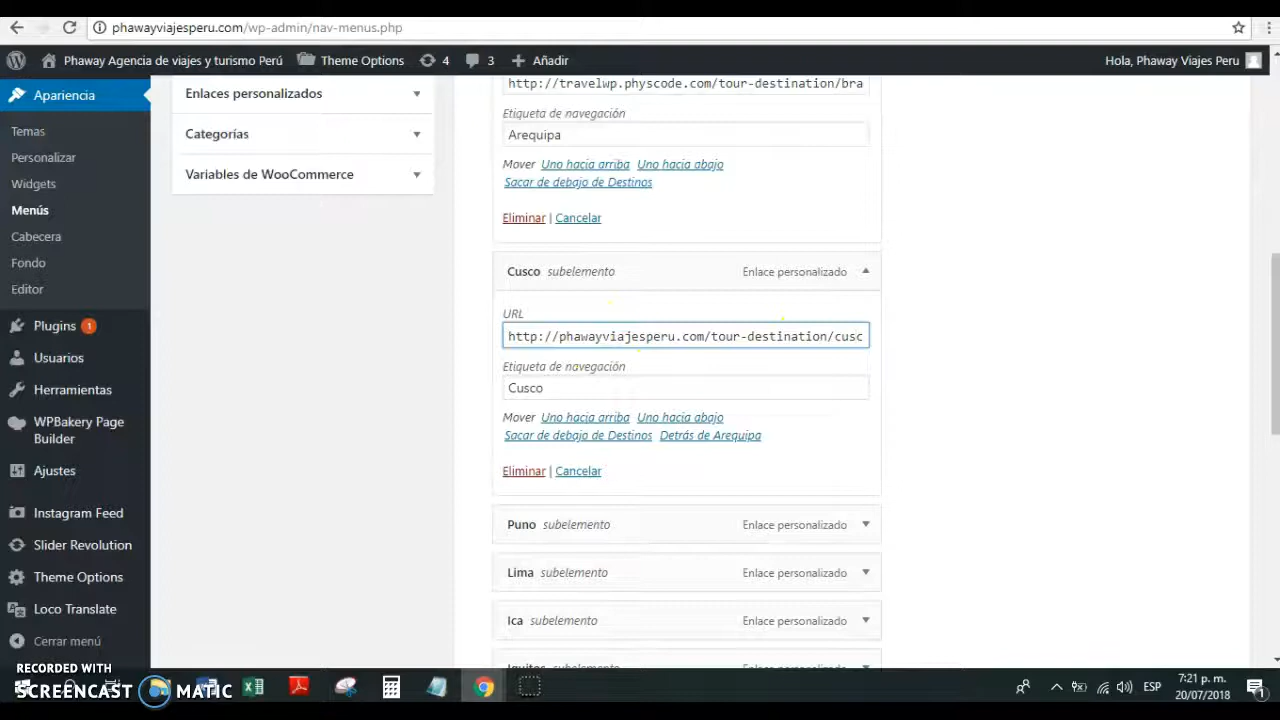 phawayviajesperu.com/wp-admin/nav-menus.php
Phaway Agencia de viajes y turismo Perú
Theme Options
4
3
Añadir
Hola, Phaway Viajes Peru
Apariencia
Temas
Personalizar
Widgets
Menús
Cabecera
Fondo
Editor
Plugins 1
Usuarios
Herramientas
WPBakery Page
Builder
Ajustes
Instagram Feed
Slider Revolution
Theme Options
Loco Translate
Cerrar menú
Enlaces personalizados
Categorías
Variables de WooCommerce
http://travelwp.physcode.com/tour-destination/bra
Etiqueta de navegación
Arequipa
Mover Uno hacia arriba Uno hacia abajo
Sacar de debajo de Destinos
Eliminar | Cancelar
Cusco subelemento Enlace personalizado
URL
http://phawayviajesperu.com/tour-destination/cusc
Etiqueta de navegación
Cusco
Mover Uno hacia arriba Uno hacia abajo
Sacar de debajo de Destinos Detrás de Arequipa
Eliminar | Cancelar
Puno subelemento Enlace personalizado
Lima subelemento Enlace personalizado
Ica subelemento Enlace personalizado
Iquitos subelemento Enlace personalizado
RECORDED WITH
SCREENCAST MATIC
ESP
7:21 p. m.
20/07/2018
1